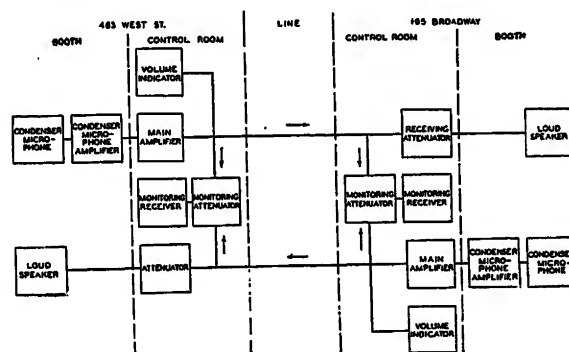 463 WEST ST.
LINE
195 BROADWAY
BOOTH
CONTROL ROOM
CONTROL ROOM
BOOTH
VOLUME
INDICATOR
CONDENSER
MICRO-
PHONE
CONDENSER
MICRO-
PHONE
AMPLIFIER
MAIN
AMPLIFIER
RECEIVING
ATTENUATOR
LOUD
SPEAKER
MONITORING
RECEIVER
MONITORING
ATTENUATOR
MONITORING
ATTENUATOR
MONITORING
RECEIVER
LOUD
SPEAKER
ATTENUATOR
MAIN
AMPLIFIER
CONDENSER
MICRO-
PHONE
AMPLIFIER
CONDENSER
MICRO-
PHONE
VOLUME
INDICATOR